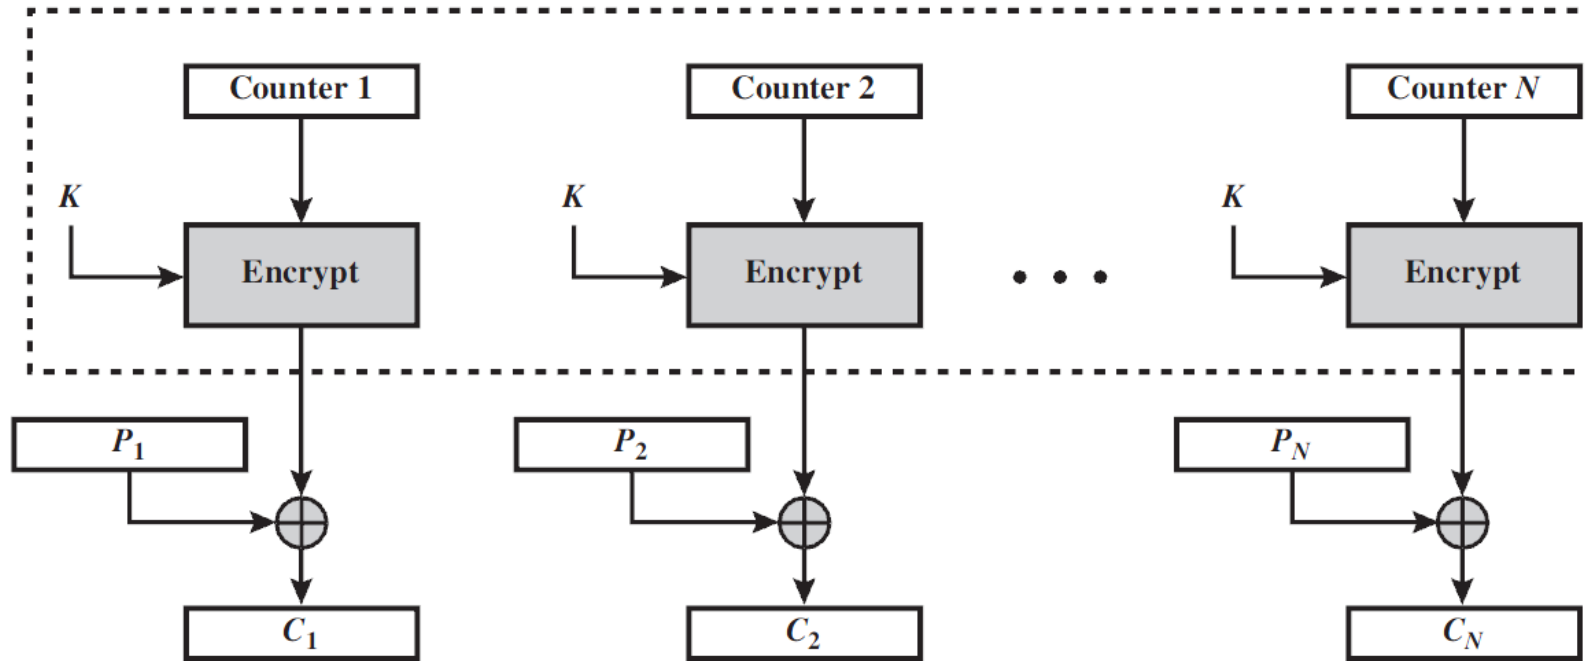 Counter 1 Counter 2 Counter N
K K K
Encrypt Encrypt Encrypt
P1 P2 PN
C1 C2 CN